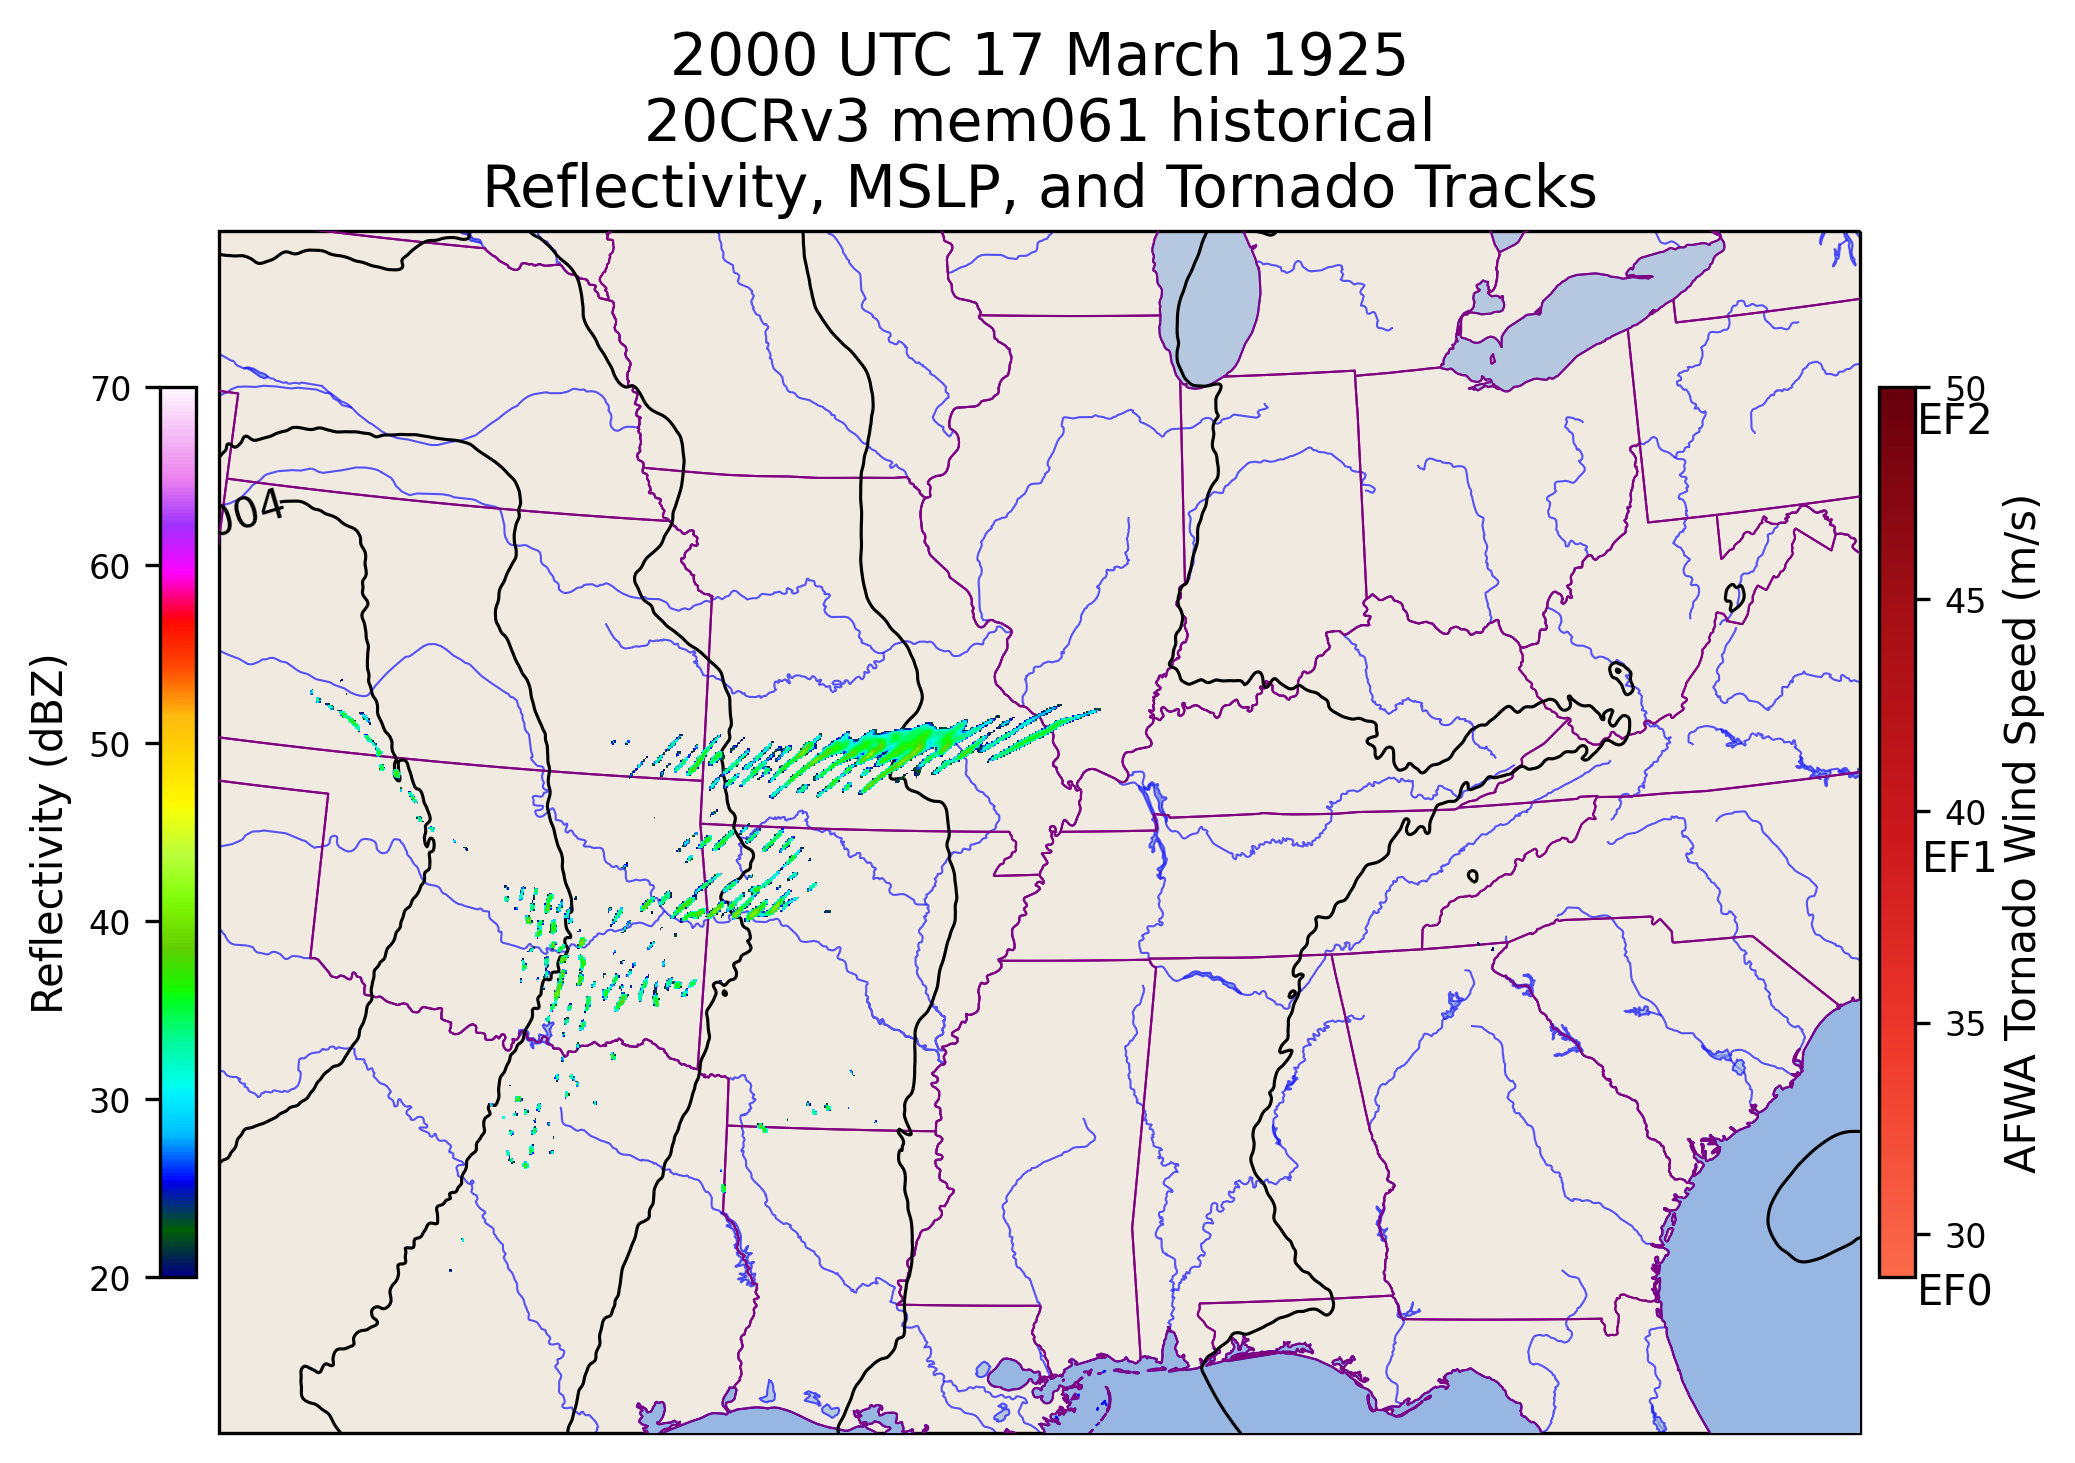 2000 UTC 17 March 1925
20CRv3 mem061 historical
Reflectivity, MSLP, and Tornado Tracks
70
60
50
40
30
20
Reflectivity (dBZ)
004
50
EF2
45
40
EF1
35
30
EF0
AFWA Tornado Wind Speed (m/s)